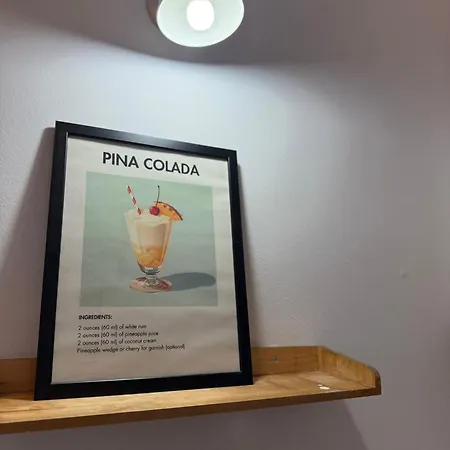 PINA COLADA
INGREDIENTS:
2 ounces (60 ml) of white rum
2 ounces (60 ml) of pineapple juice
2 ounces (60 ml) of coconut cream
Pineapple wedge or cherry for garnish (optional)